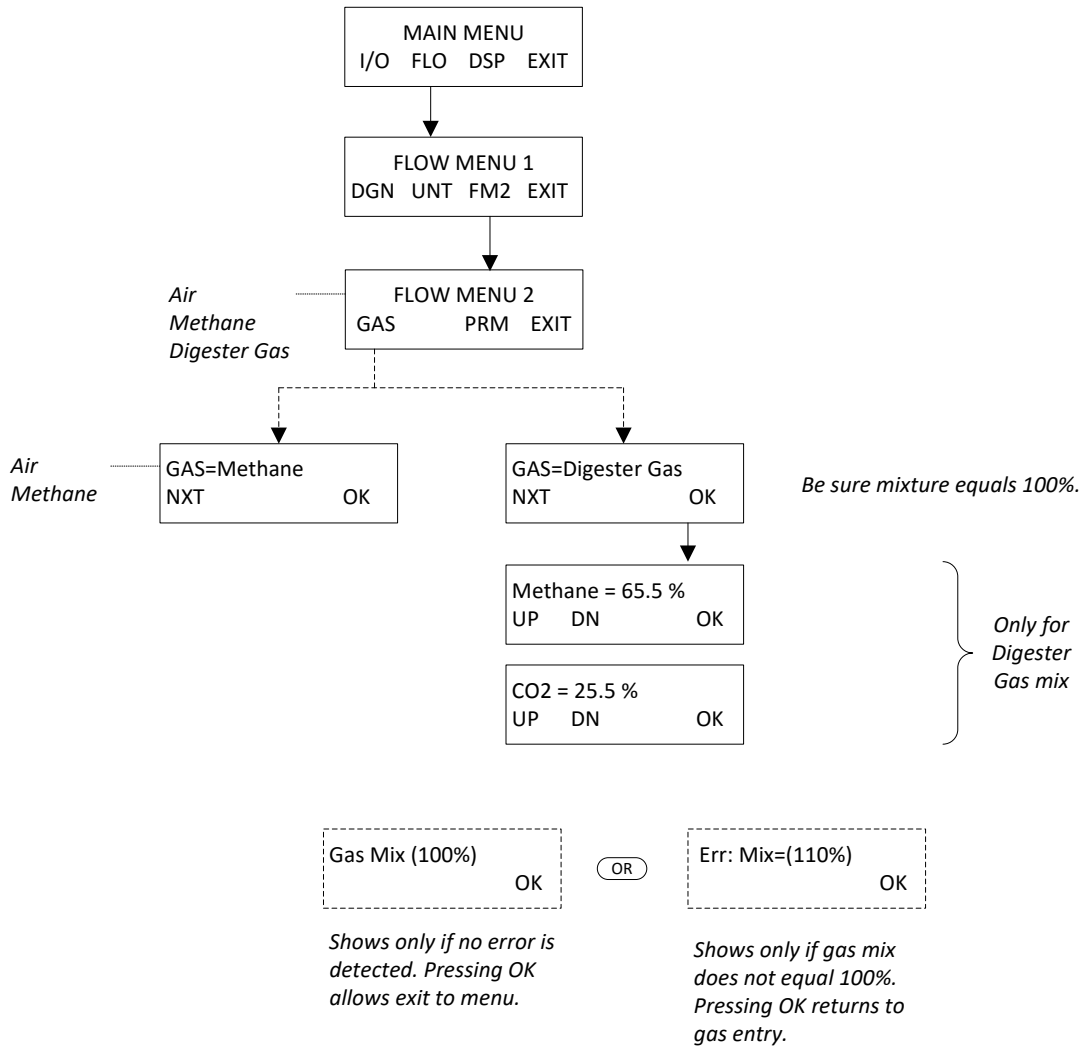 MAIN MENU
I/O FLO DSP EXIT
FLOW MENU 1
DGN UNT FM2 EXIT
Air
Methane
Digester Gas
FLOW MENU 2
GAS PRM EXIT
Air
Methane
GAS=Methane
NXT OK
GAS=Digester Gas
NXT OK
Be sure mixture equals 100%.
Methane = 65.5 %
UP DN OK
CO2 = 25.5 %
UP DN OK
Only for
Digester
Gas mix
Gas Mix (100%)
OK
OR
Err: Mix=(110%)
OK
Shows only if no error is
detected. Pressing OK
allows exit to menu.
Shows only if gas mix
does not equal 100%.
Pressing OK returns to
gas entry.